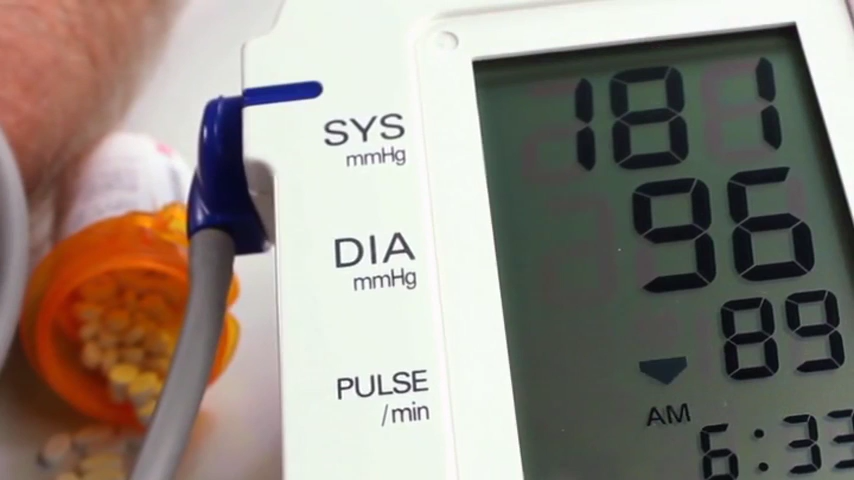 SYS
mmHg
181
DIA
mmHg
96
PULSE
/min
89
AM
6:33